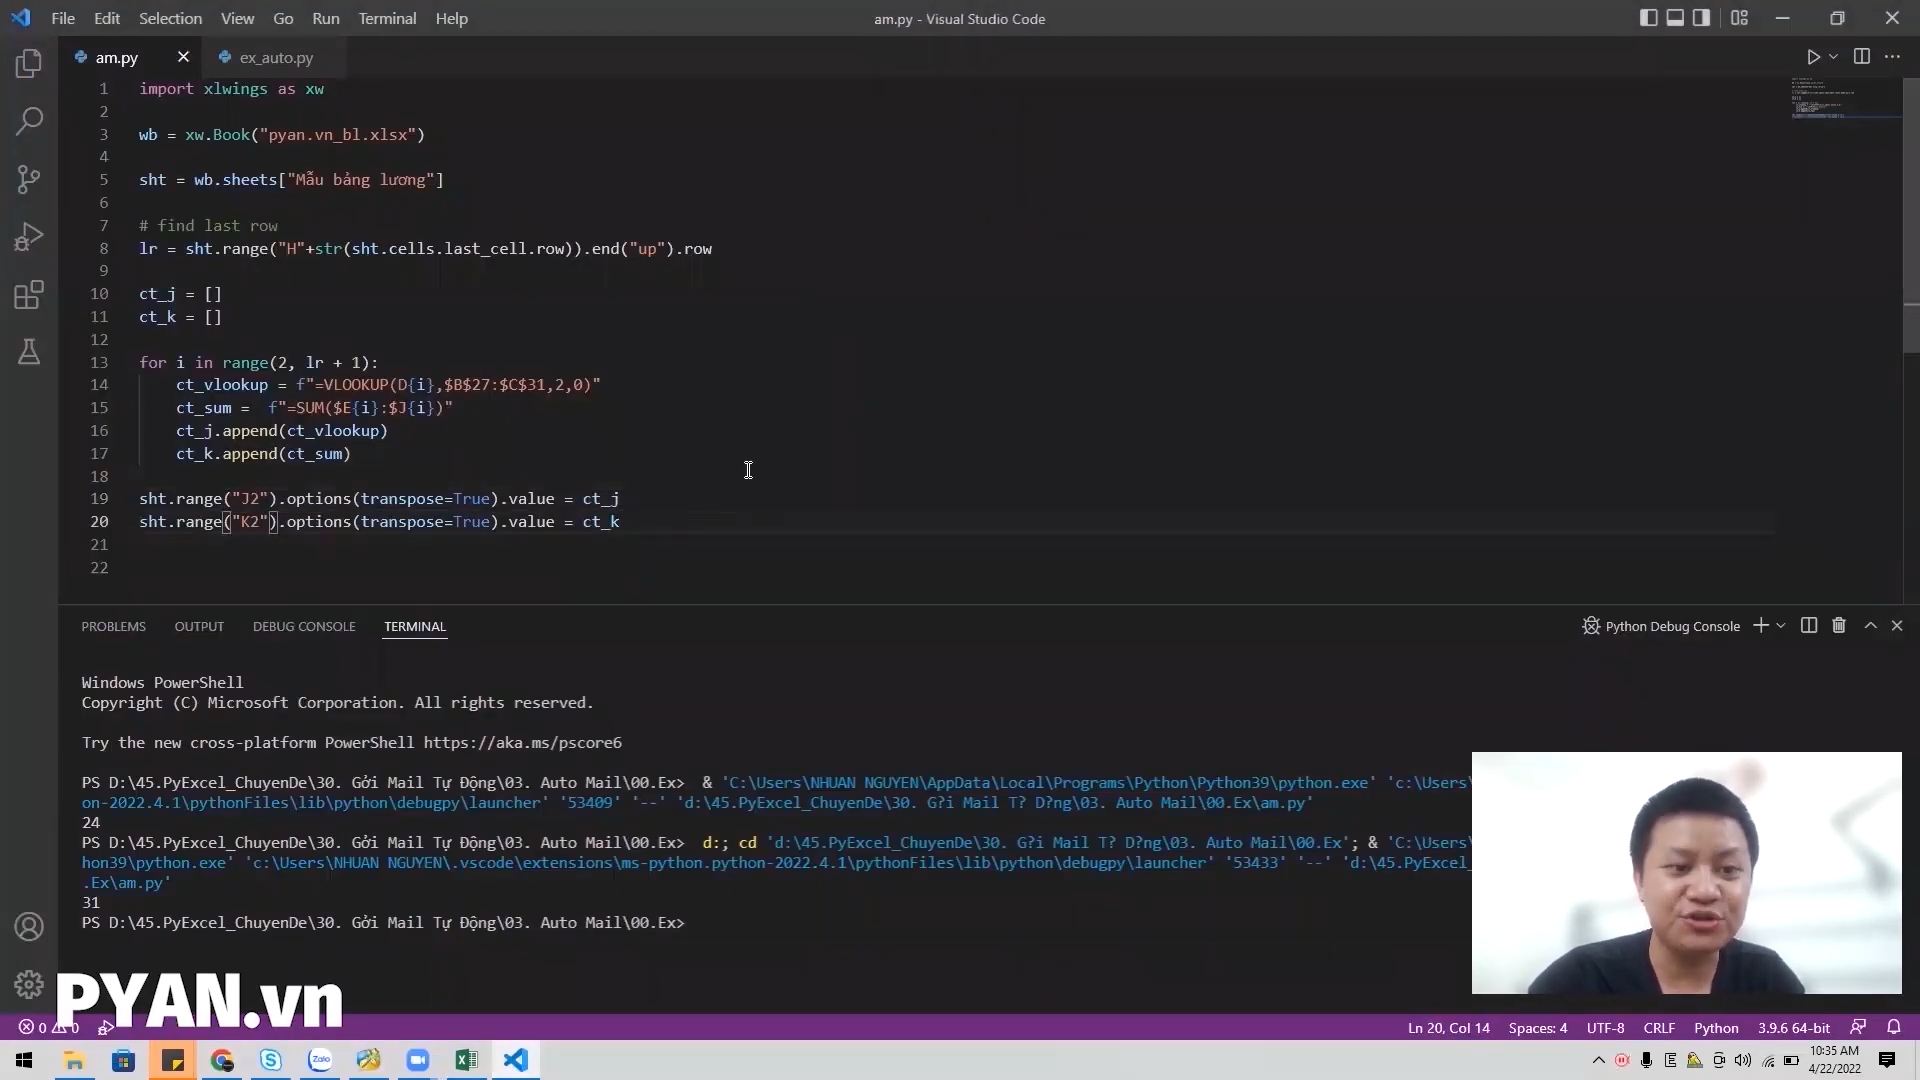 File Edit Selection View Go Run Terminal Help
am.py - Visual Studio Code
am.py
ex_auto.py
1 import xlwings as xw
2
3 wb = xw.Book("pyan.vn_bl.xlsx")
4
5 sht = wb.sheets["Mẫu bảng lương"]
6
7 # find last row
8 lr = sht.range("H"+str(sht.cells.last_cell.row)).end("up").row
9
10 ct_j = []
11 ct_k = []
12
13 for i in range(2, lr + 1):
14 ct_vlookup = f"=VLOOKUP(D{i},$B$27:$C$31,2,0)"
15 ct_sum =  f"=SUM($E{i}:$J{i})"
16 ct_j.append(ct_vlookup)
17 ct_k.append(ct_sum)
18
19 sht.range("J2").options(transpose=True).value = ct_j
20 sht.range("K2").options(transpose=True).value = ct_k
21
22
PROBLEMS OUTPUT DEBUG CONSOLE TERMINAL
Python Debug Console
Windows PowerShell
Copyright (C) Microsoft Corporation. All rights reserved.
Try the new cross-platform PowerShell https://aka.ms/pscore6
PS D:\45.PyExcel_ChuyenDe\30. Gởi Mail Tự Động\03. Auto Mail\00.Ex>  & 'C:\Users\NHUAN NGUYEN\AppData\Local\Programs\Python\Python39\python.exe' 'c:\Users\
on-2022.4.1\pythonFiles\lib\python\debugpy\launcher' '53409' '--' 'd:\45.PyExcel_ChuyenDe\30. G?i Mail T? D?ng\03. Auto Mail\00.Ex\am.py'
24
PS D:\45.PyExcel_ChuyenDe\30. Gởi Mail Tự Động\03. Auto Mail\00.Ex>  d:; cd 'd:\45.PyExcel_ChuyenDe\30. G?i Mail T? D?ng\03. Auto Mail\00.Ex'; & 'C:\Users\
hon39\python.exe' 'c:\Users\NHUAN NGUYEN\.vscode\extensions\ms-python.python-2022.4.1\pythonFiles\lib\python\debugpy\launcher' '53433' '--' 'd:\45.PyExcel_
.Ex\am.py'
31
PS D:\45.PyExcel_ChuyenDe\30. Gởi Mail Tự Động\03. Auto Mail\00.Ex>
PYAN.vn
0 0
Ln 20, Col 14 Spaces: 4 UTF-8 CRLF Python 3.9.6 64-bit
Zalo
E
10:35 AM
4/22/2022